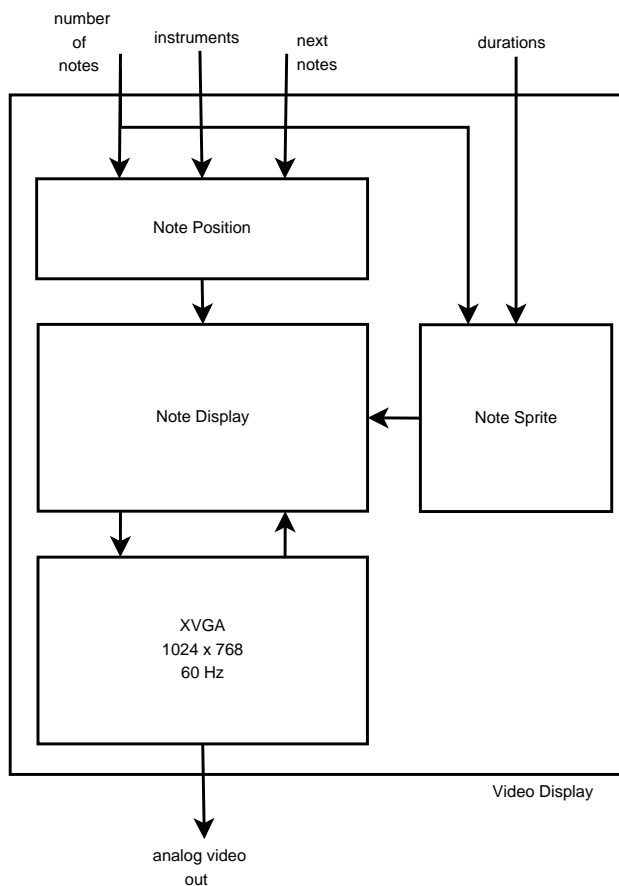 number
of
notes
instruments
next
notes
durations
Note Position
Note Display
Note Sprite
XVGA
1024 x 768
60 Hz
Video Display
analog video
out